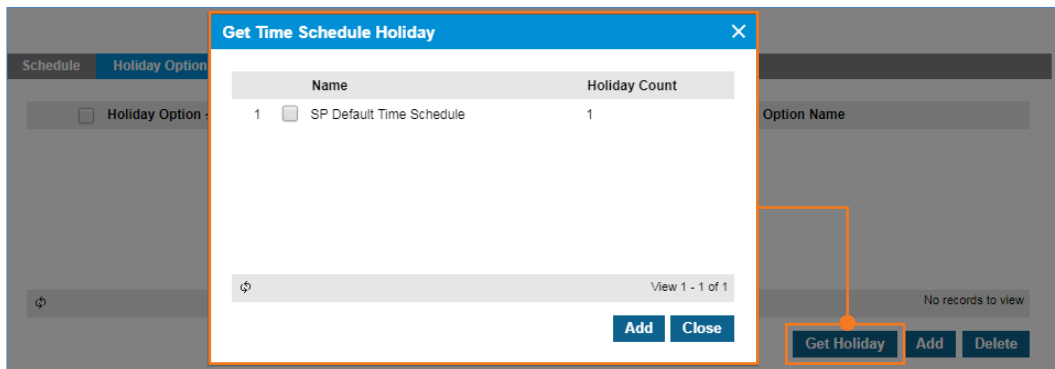 Get Time Schedule Holiday
Schedule
Holiday Option
Name
Holiday Count
Holiday Option
Option Name
1
SP Default Time Schedule
1
View 1 - 1 of 1
No records to view
Add
Close
Get Holiday
Add
Delete